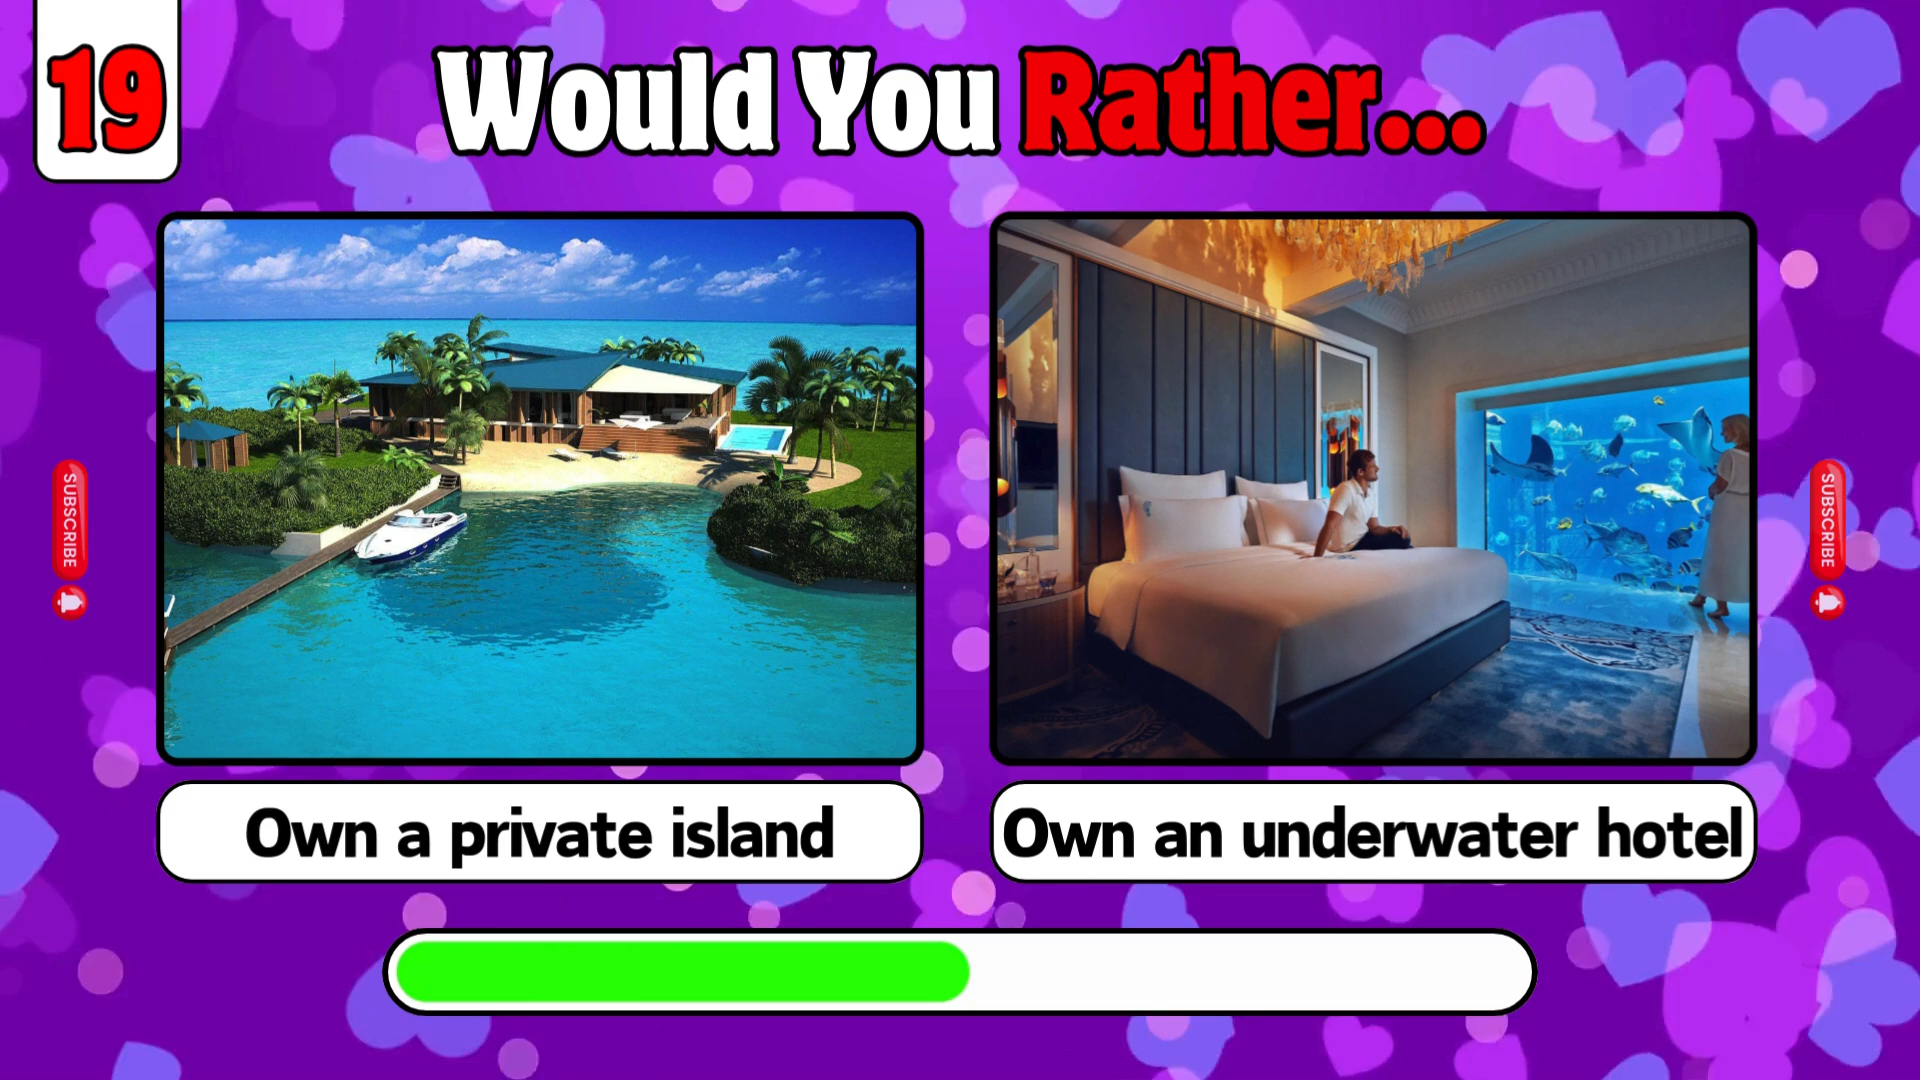 19
Would You Rather...
SUBSCRIBE
SUBSCRIBE
Own a private island
Own an underwater hotel